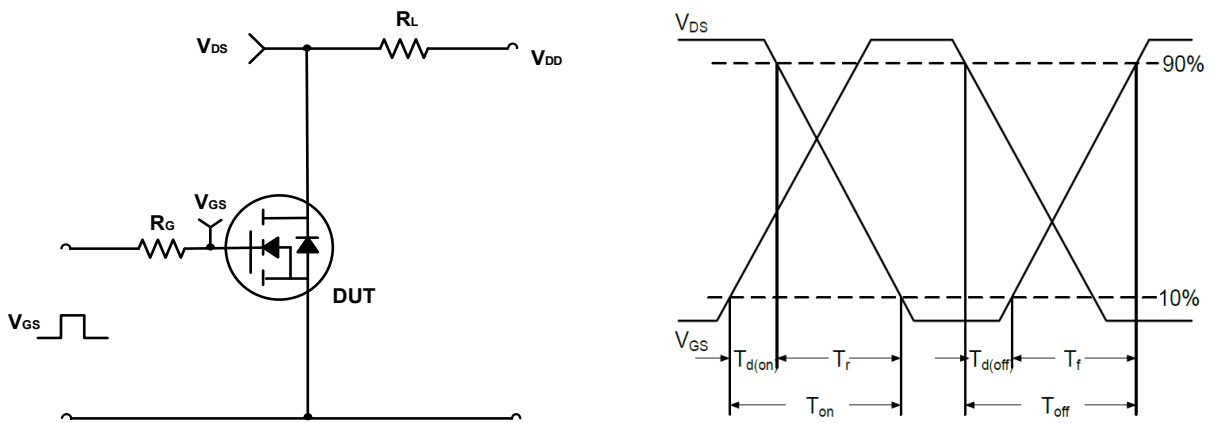 RL
VDS
VDD
VGS
RG
DUT
VGS
VDS
90%
10%
VGS
Td(on)
Tr
Td(off)
Tf
Ton
Toff